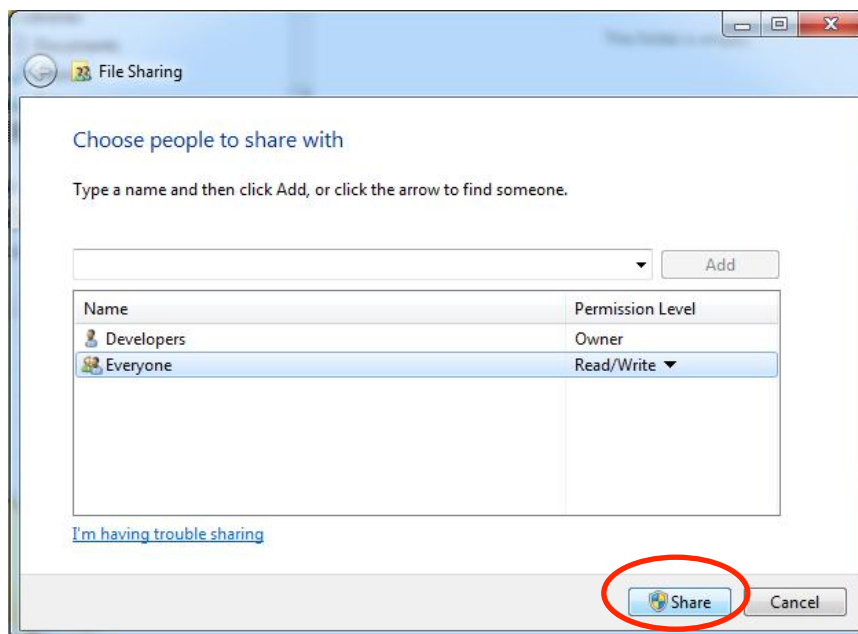 File Sharing
Choose people to share with
Type a name and then click Add, or click the arrow to find someone.
Add
Name Permission Level
Developers Owner
Everyone Read/Write
I'm having trouble sharing
Share Cancel